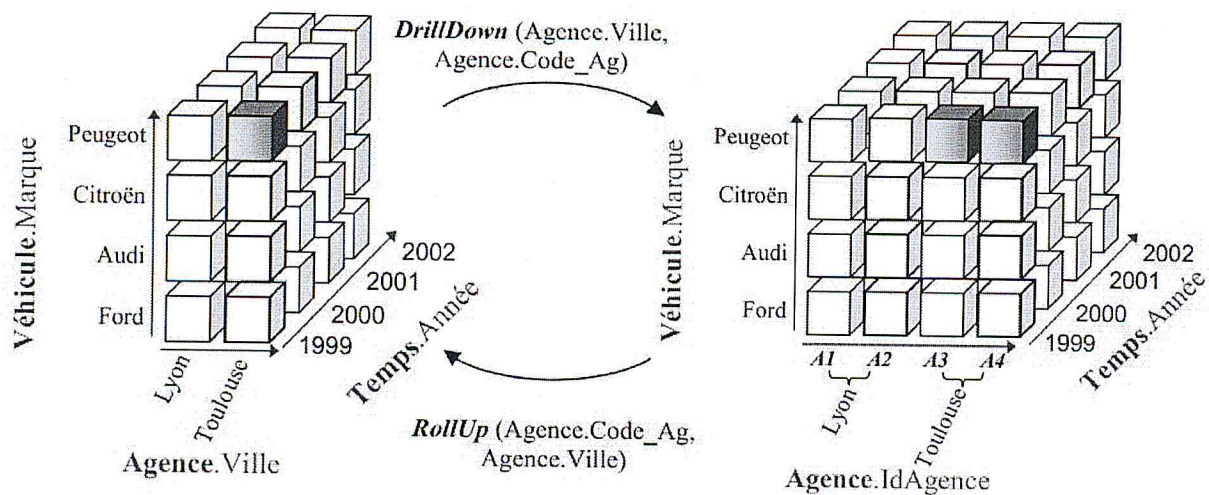 DrillDown (Agence.Ville,
Agence.Code_Ag)
Véhicule.Marque
Peugeot
Citroën
Audi
Ford
2002
2001
2000
1999
Temps.Année
Lyon
Toulouse
Agence.Ville
RollUp (Agence.Code_Ag,
Agence.Ville)
Véhicule.Marque
Peugeot
Citroën
Audi
Ford
2002
2001
2000
1999
Temps.Année
A1 A2 A3 A4
Lyon
Toulouse
Agence.IdAgence